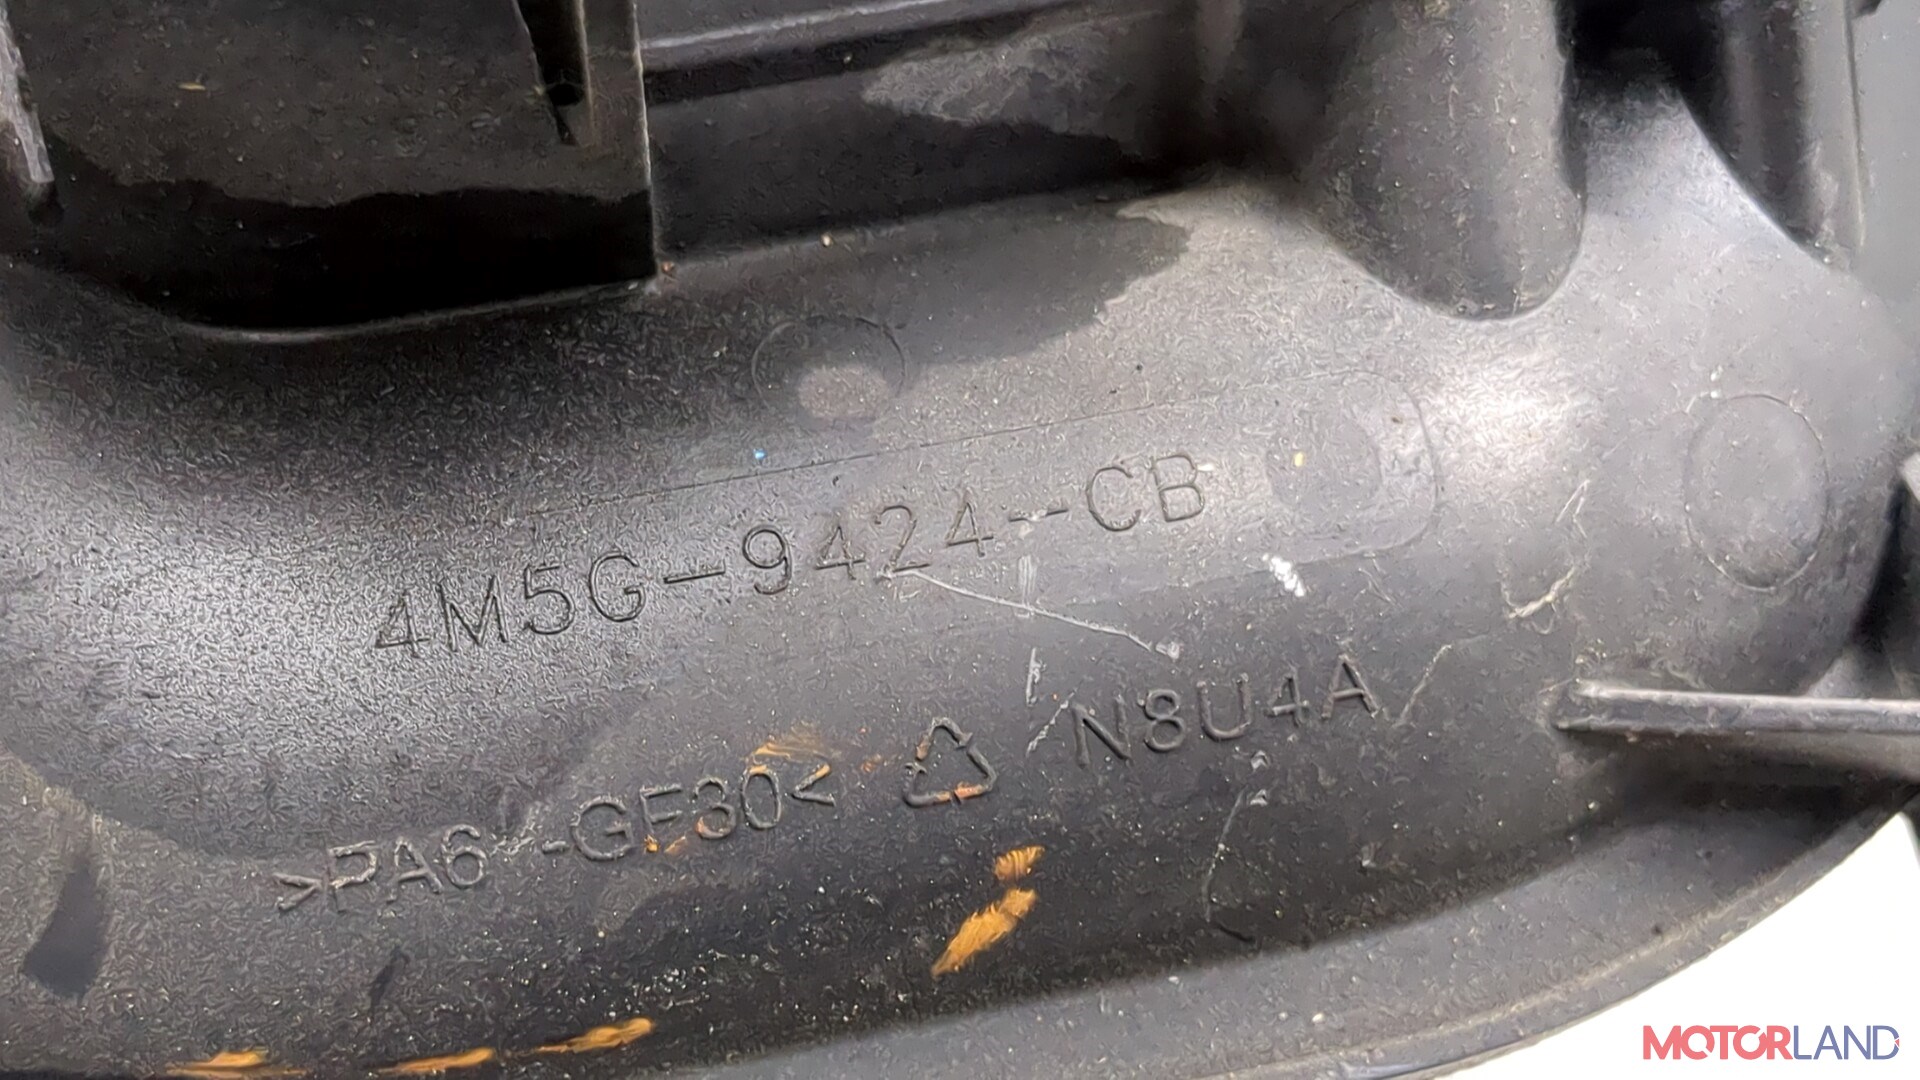 4M5G-9424-CB
N8U4A
>PA6-GF30<
MOTORLAND